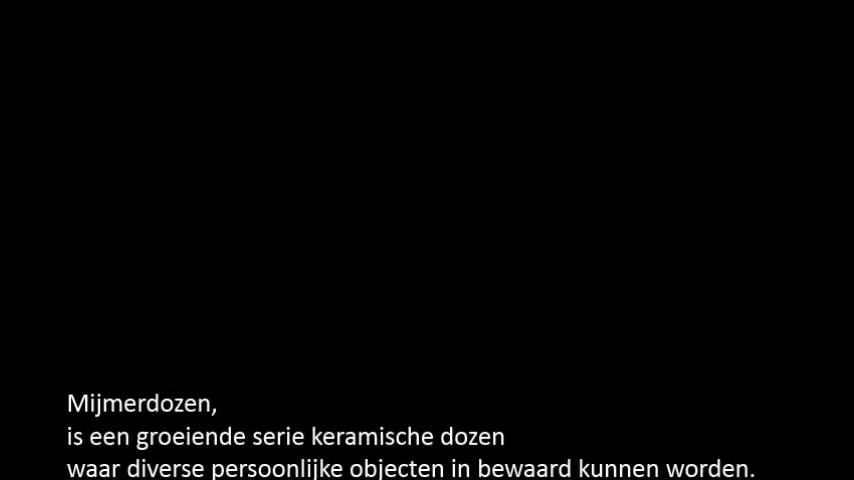 Mijmerdozen,
is een groeiende serie keramische dozen
waar diverse persoonlijke objecten in bewaard kunnen worden.